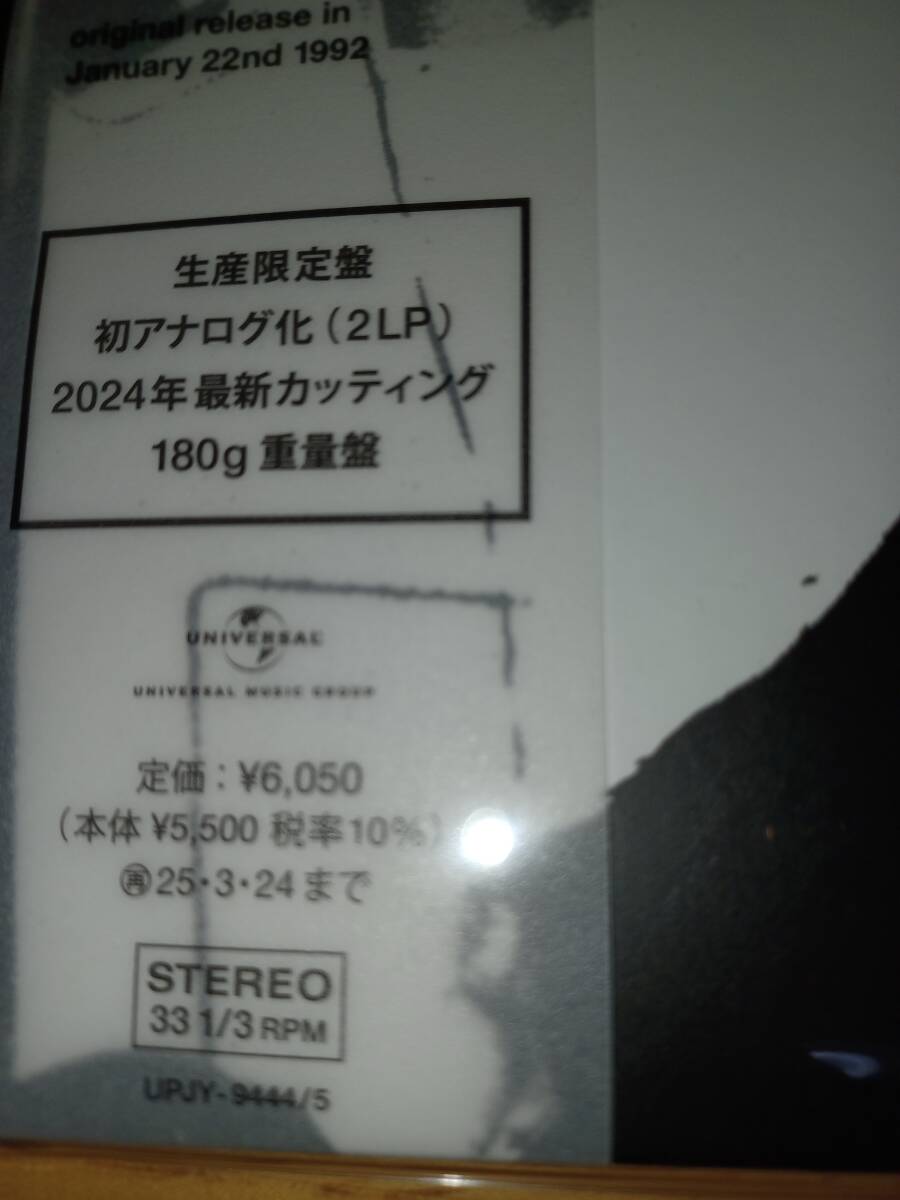 original release in
January 22nd 1992
生産限定盤
初アナログ化（2LP）
2024年最新カッティング
180g 重量盤
UNIVERSAL
UNIVERSAL MUSIC GROUP
定価：¥6,050
（本体 ¥5,500 税率10%）
㊞25・3・24まで
STEREO
33 1/3 RPM
UPJY-9444/5